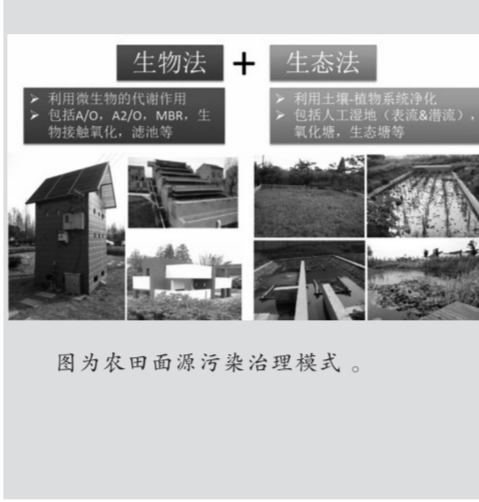 生物法 + 生态法
➢ 利用微生物的代谢作用
➢ 包括A/O，A2/O，MBR，生
物接触氧化，滤池等
➢ 利用土壤-植物系统净化
➢ 包括人工湿地（表流&潜流），
氧化塘，生态塘等
图为农田面源污染治理模式。